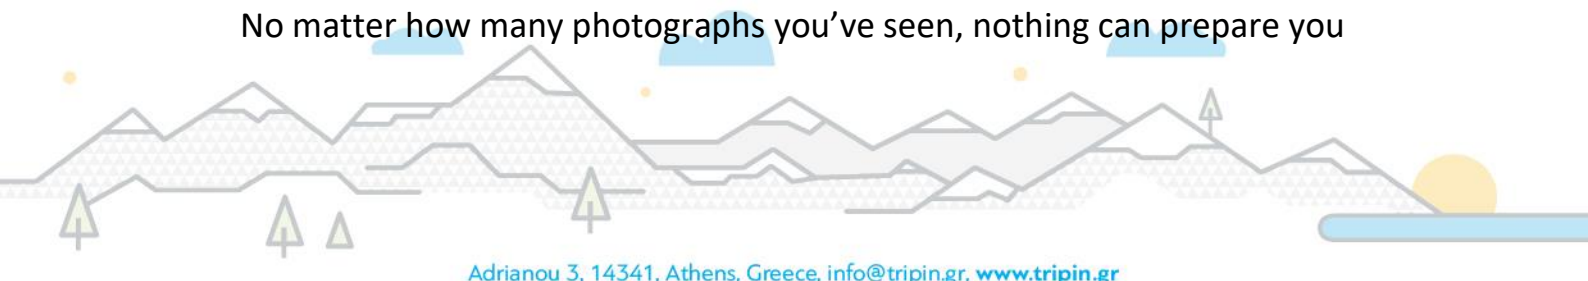 No matter how many photographs you’ve seen, nothing can prepare you
Adrianou 3, 14341, Athens, Greece, info@tripin.gr, www.tripin.gr